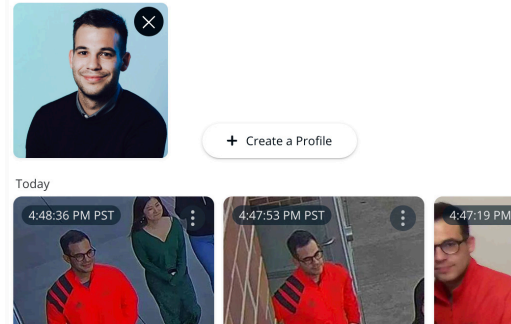 + Create a Profile
Today
4:48:36 PM PST
4:47:53 PM PST
4:47:19 PM